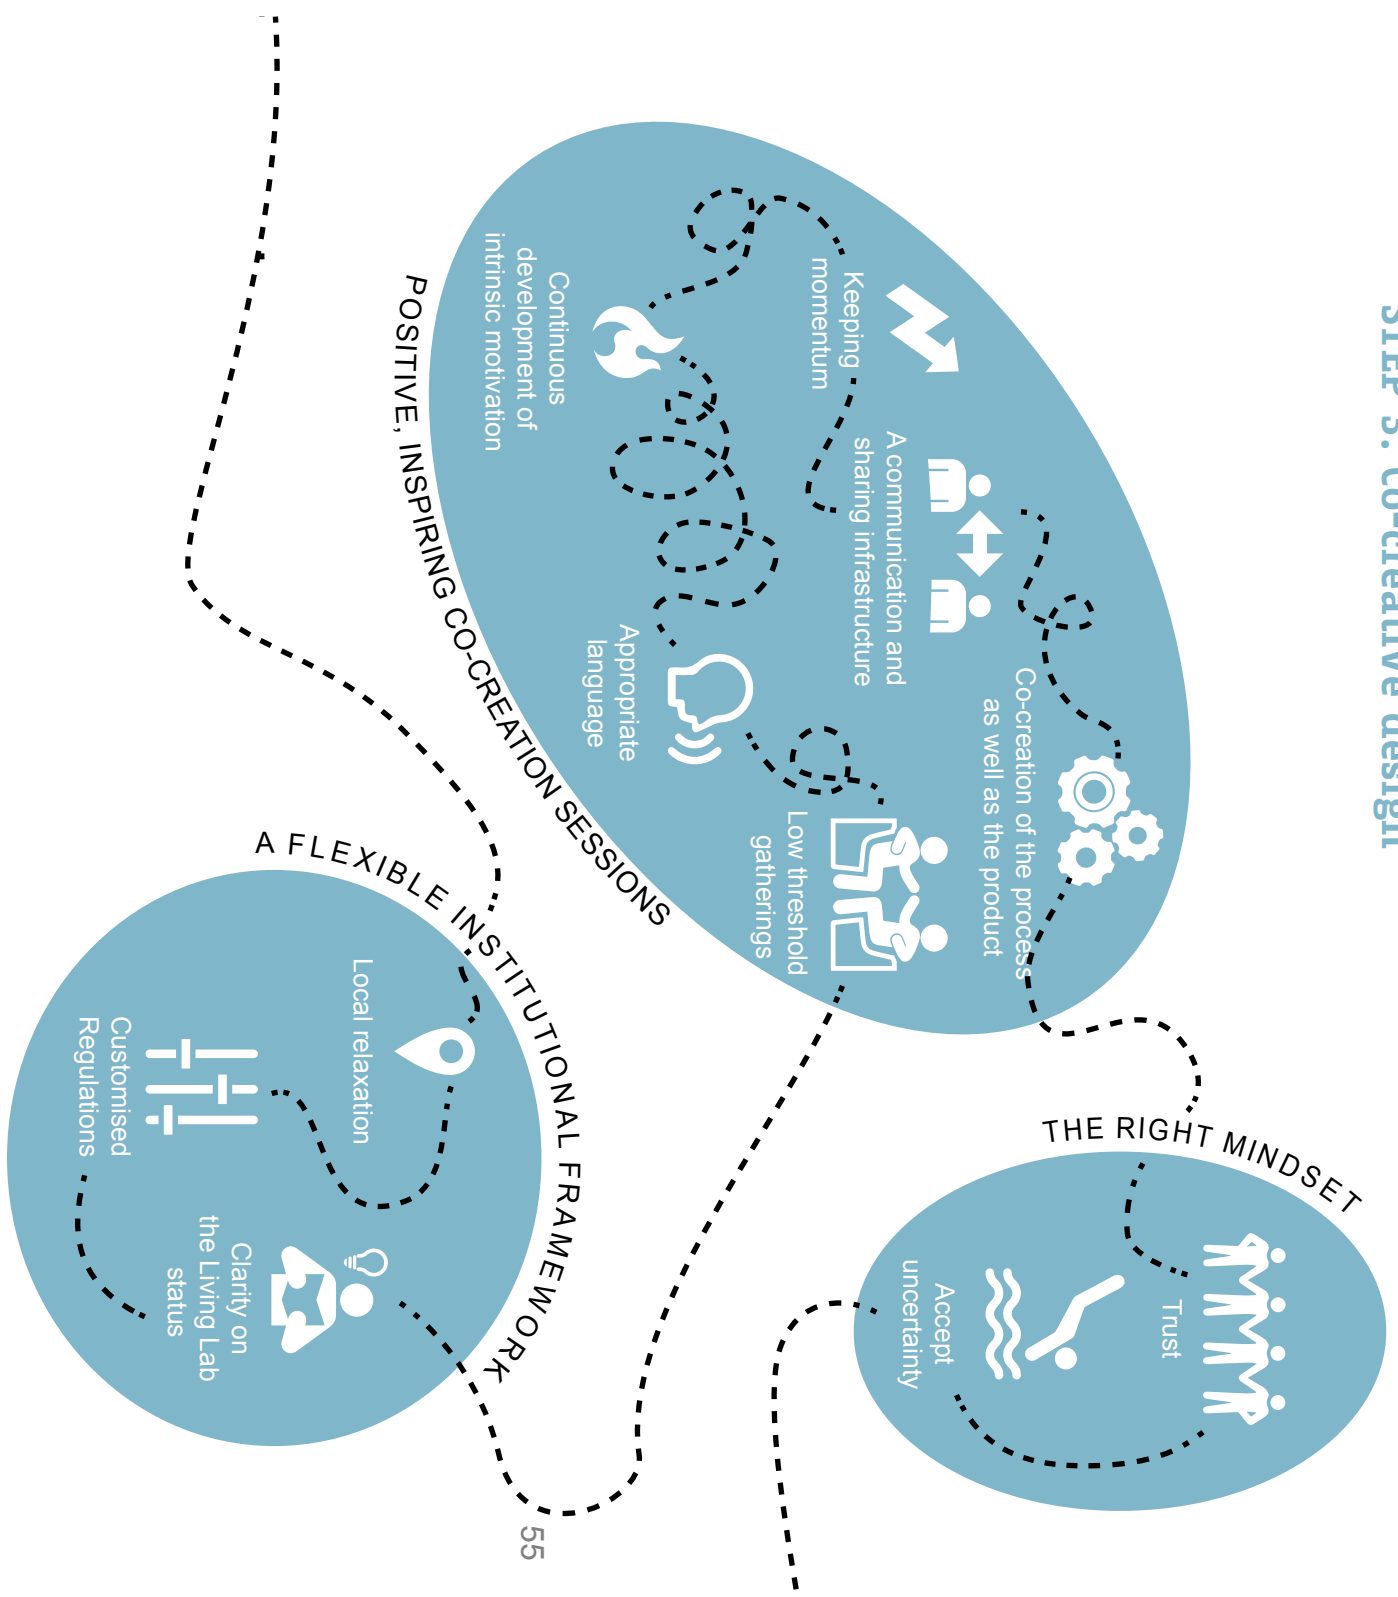 STEP 3. Co-creative design
THE RIGHT MINDSET
Trust
Accept
uncertainty
Co-creation of the process
as well as the product
A communication and
sharing infrastructure
Keeping
momentum
Low threshold
gatherings
Appropriate
language
Continuous
development of
intrinsic motivation
POSITIVE, INSPIRING CO-CREATION SESSIONS
A FLEXIBLE INSTITUTIONAL FRAMEWORK
Local relaxation
Clarity on
the Living Lab
status
Customised
Regulations
55